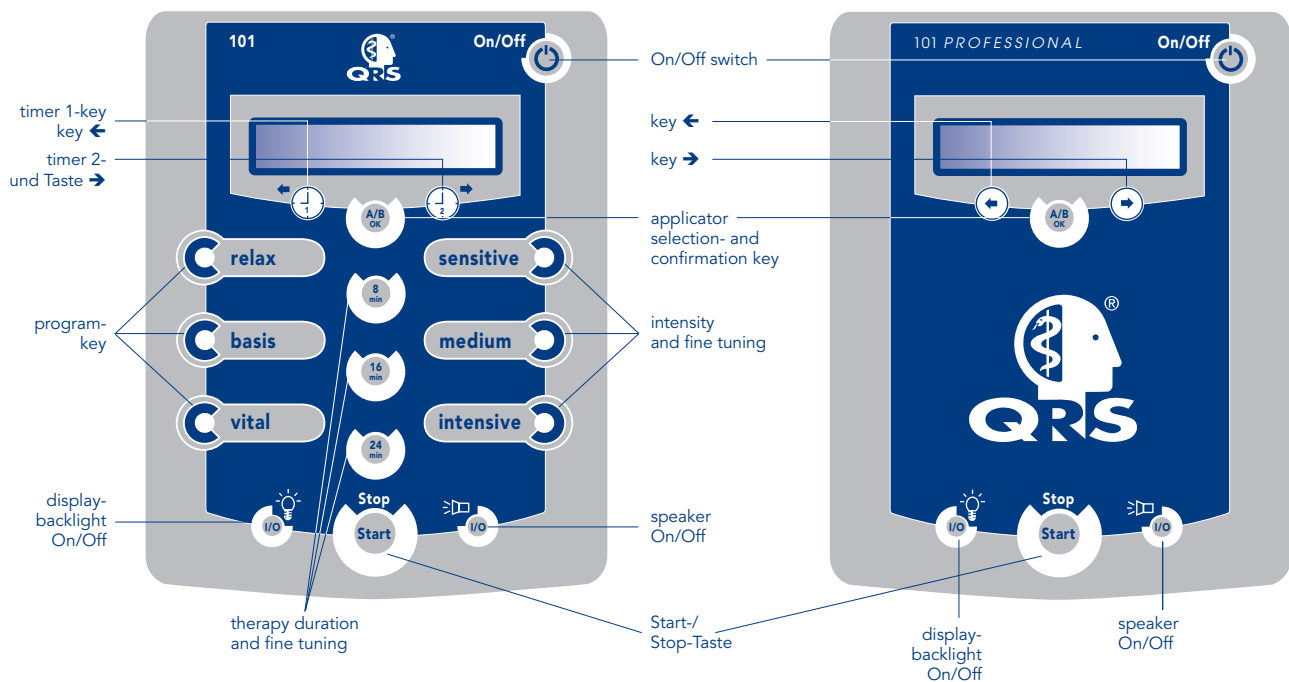 101
On/Off
QRS
timer 1-key
key ←
timer 2-
und Taste →
1
2
A/B
OK
relax
sensitive
8
min
basis
medium
16
min
vital
intensive
24
min
program-
key
display-
backlight
On/Off
I/O
Stop
Start
I/O
therapy duration
and fine tuning
On/Off switch
key ←
key →
applicator
selection- and
confirmation key
intensity
and fine tuning
speaker
On/Off
Start-/
Stop-Taste
101 PROFESSIONAL
On/Off
A/B
OK
®
QRS
I/O
Stop
Start
I/O
display-
backlight
On/Off
speaker
On/Off